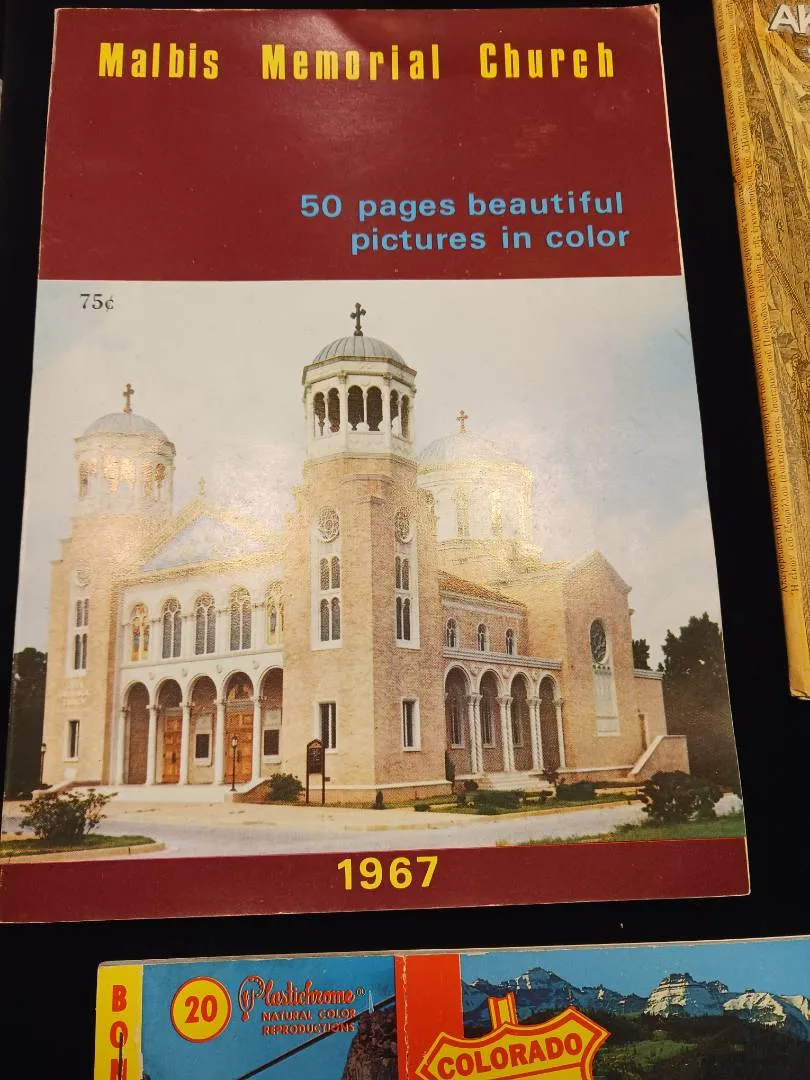 Malbis Memorial Church
50 pages beautiful
pictures in color
75¢
1967
20
Plastichrome
NATURAL COLOR
REPRODUCTIONS
COLORADO